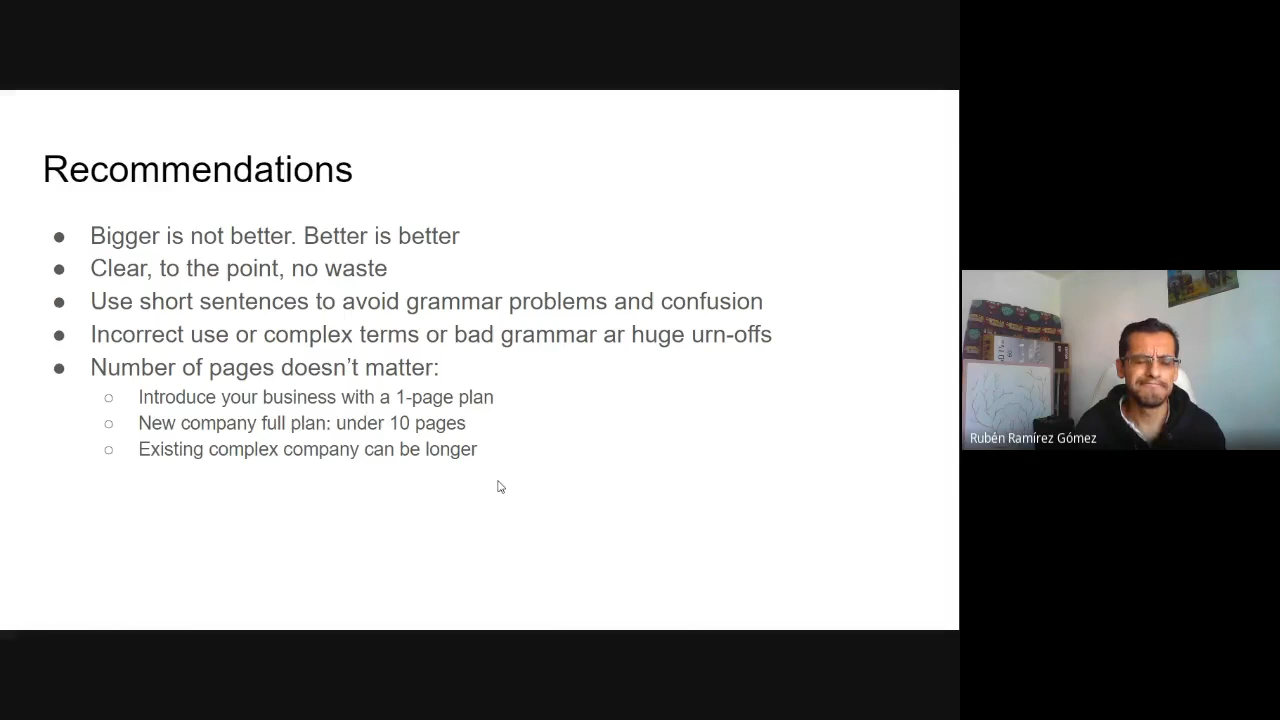 Recommendations
● Bigger is not better. Better is better
● Clear, to the point, no waste
● Use short sentences to avoid grammar problems and confusion
● Incorrect use or complex terms or bad grammar ar huge urn-offs
● Number of pages doesn’t matter:
○ Introduce your business with a 1-page plan
○ New company full plan: under 10 pages
○ Existing complex company can be longer
Rubén Ramírez Gómez